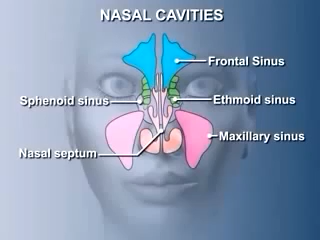 NASAL CAVITIES
Frontal Sinus
Sphenoid sinus
Ethmoid sinus
Maxillary sinus
Nasal septum